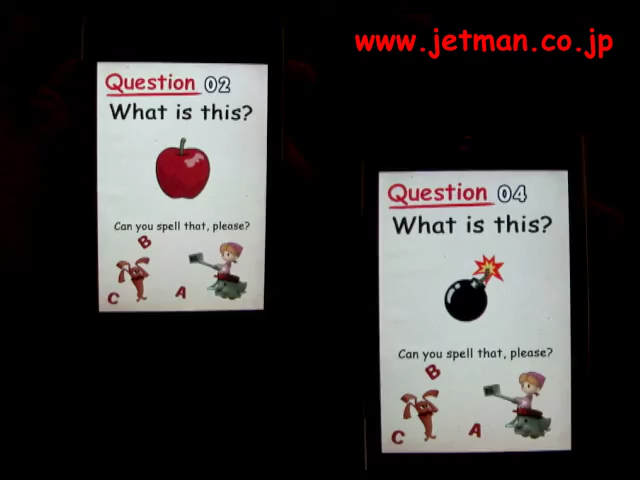 www.jetman.co.jp
Question 02
What is this?
Can you spell that, please?
B
C
A
Question 04
What is this?
Can you spell that, please?
B
C
A